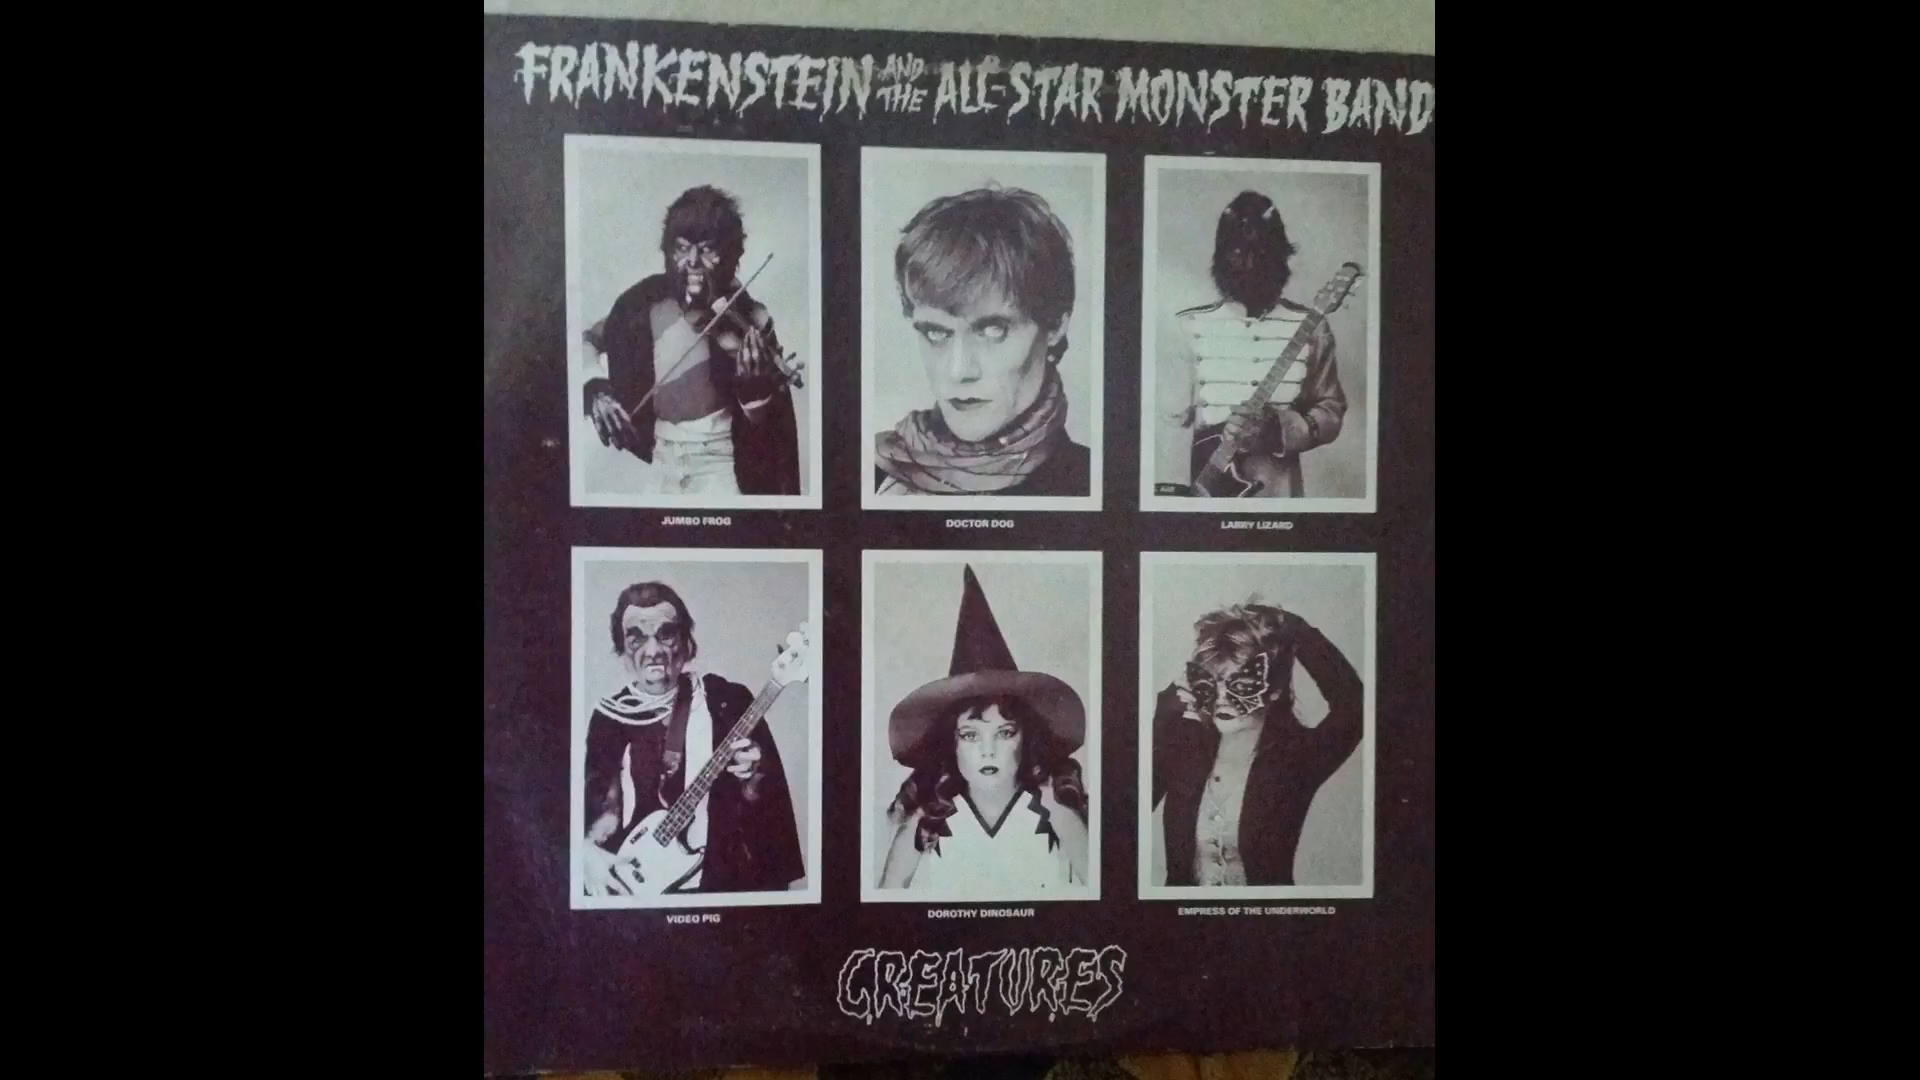 FRANKENSTEIN AND THE ALL-STAR MONSTER BAND
JUMBO FROG
DOCTOR DOG
LARRY LIZARD
VIDEO PIG
DOROTHY DINOSAUR
EMPRESS OF THE UNDERWORLD
CREATURES